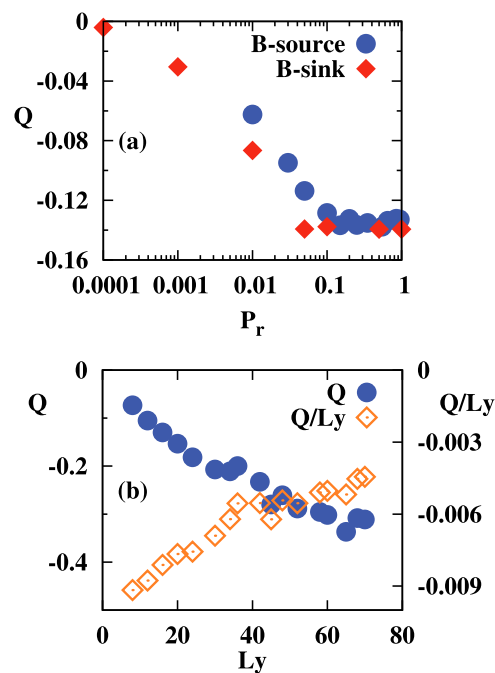 0
B-source
B-sink
-0.04
Q
-0.08
(a)
-0.12
-0.16
0.0001 0.001 0.01 0.1 1
P_r
0 0
Q Q Q/Ly
Q/Ly
-0.003
-0.2
(b)
-0.006
-0.4
-0.009
0 20 40 60 80
Ly